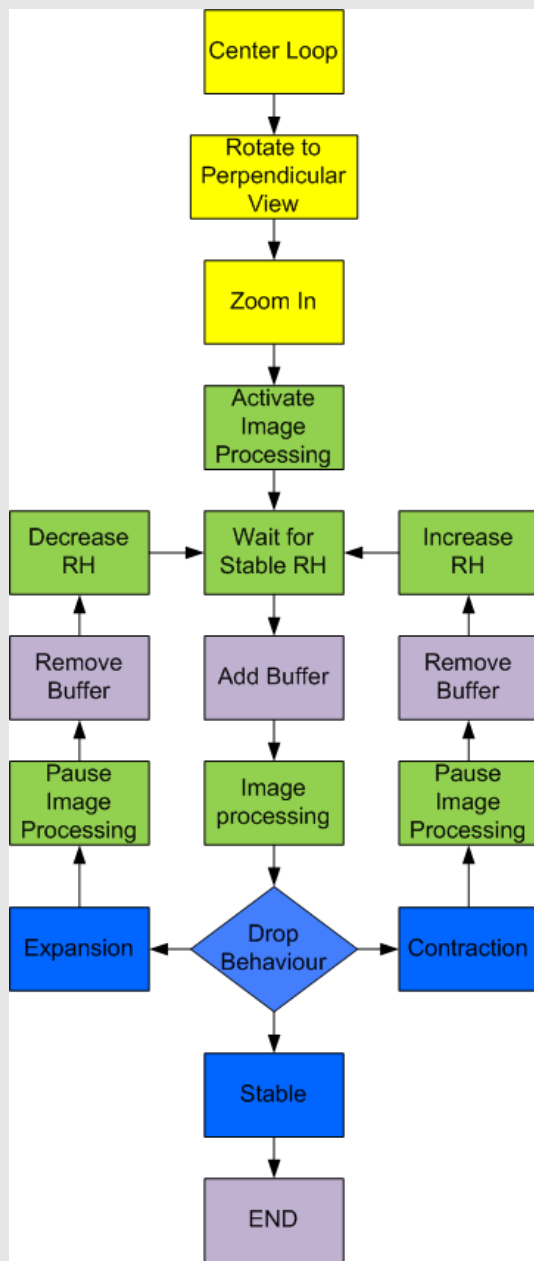 Center Loop
Rotate to
Perpendicular
View
Zoom In
Activate
Image
Processing
Decrease
RH
Wait for
Stable RH
Increase
RH
Remove
Buffer
Add Buffer
Remove
Buffer
Pause
Image
Processing
Image
processing
Pause
Image
Processing
Expansion
Drop
Behaviour
Contraction
Stable
END